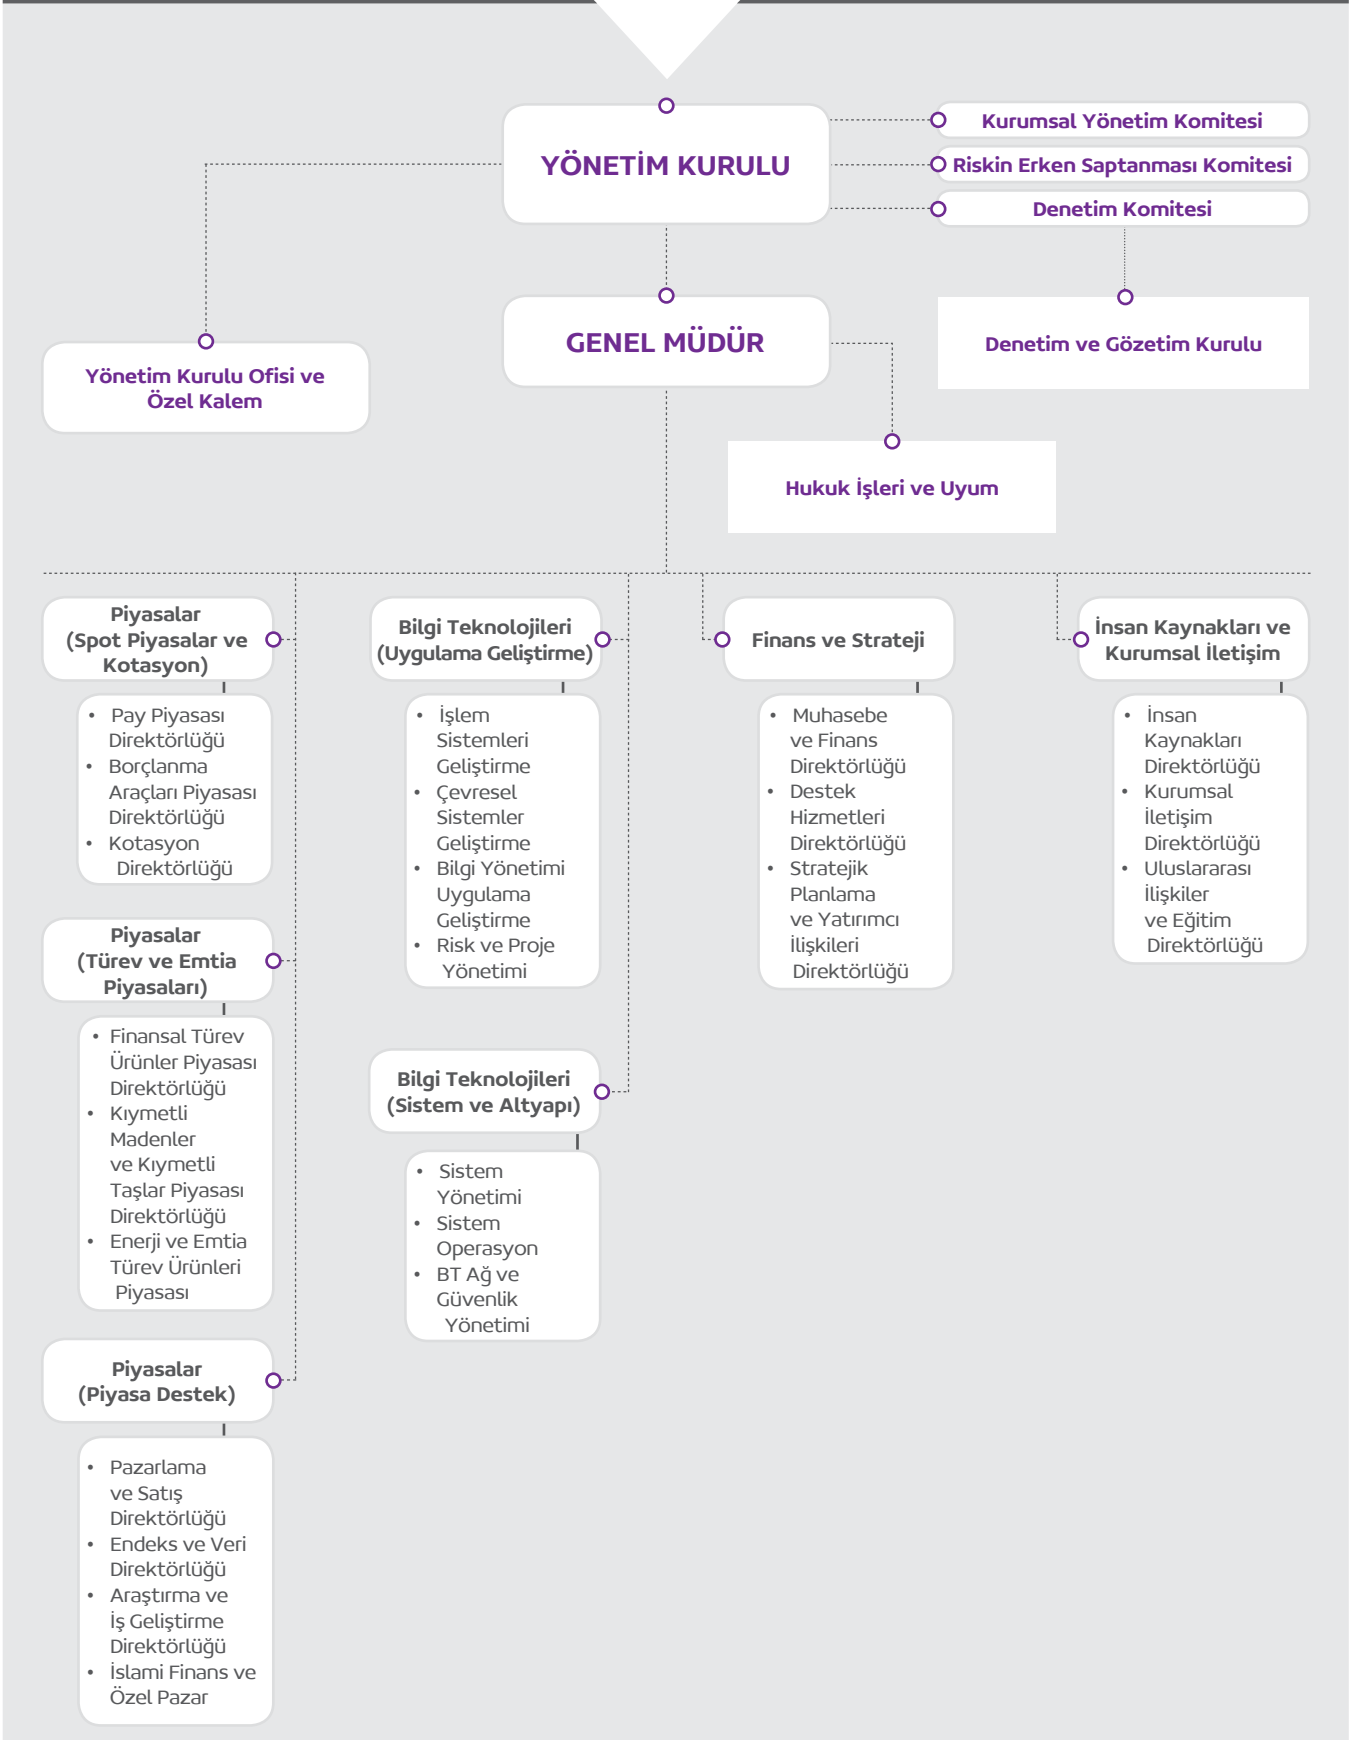 YÖNETİM KURULU
Kurumsal Yönetim Komitesi
Riskin Erken Saptanması Komitesi
Denetim Komitesi
Denetim ve Gözetim Kurulu
GENEL MÜDÜR
Yönetim Kurulu Ofisi ve
Özel Kalem
Hukuk İşleri ve Uyum
Piyasalar
(Spot Piyasalar ve
Kotasyon)
• Pay Piyasası
Direktörlüğü
• Borçlanma
Araçları Piyasası
Direktörlüğü
• Kotasyon
Direktörlüğü
Piyasalar
(Türev ve Emtia
Piyasaları)
• Finansal Türev
Ürünler Piyasası
Direktörlüğü
• Kıymetli
Madenler
ve Kıymetli
Taşlar Piyasası
Direktörlüğü
• Enerji ve Emtia
Türev Ürünleri
Piyasası
Piyasalar
(Piyasa Destek)
• Pazarlama
ve Satış
Direktörlüğü
• Endeks ve Veri
Direktörlüğü
• Araştırma ve
İş Geliştirme
Direktörlüğü
• İslami Finans ve
Özel Pazar
Bilgi Teknolojileri
(Uygulama Geliştirme)
• İşlem
Sistemleri
Geliştirme
• Çevresel
Sistemler
Geliştirme
• Bilgi Yönetimi
Uygulama
Geliştirme
• Risk ve Proje
Yönetimi
Bilgi Teknolojileri
(Sistem ve Altyapı)
• Sistem
Yönetimi
• Sistem
Operasyon
• BT Ağ ve
Güvenlik
Yönetimi
Finans ve Strateji
• Muhasebe
ve Finans
Direktörlüğü
• Destek
Hizmetleri
Direktörlüğü
• Stratejik
Planlama
ve Yatırımcı
İlişkileri
Direktörlüğü
İnsan Kaynakları ve
Kurumsal İletişim
• İnsan
Kaynakları
Direktörlüğü
• Kurumsal
İletişim
Direktörlüğü
• Uluslararası
İlişkiler
ve Eğitim
Direktörlüğü